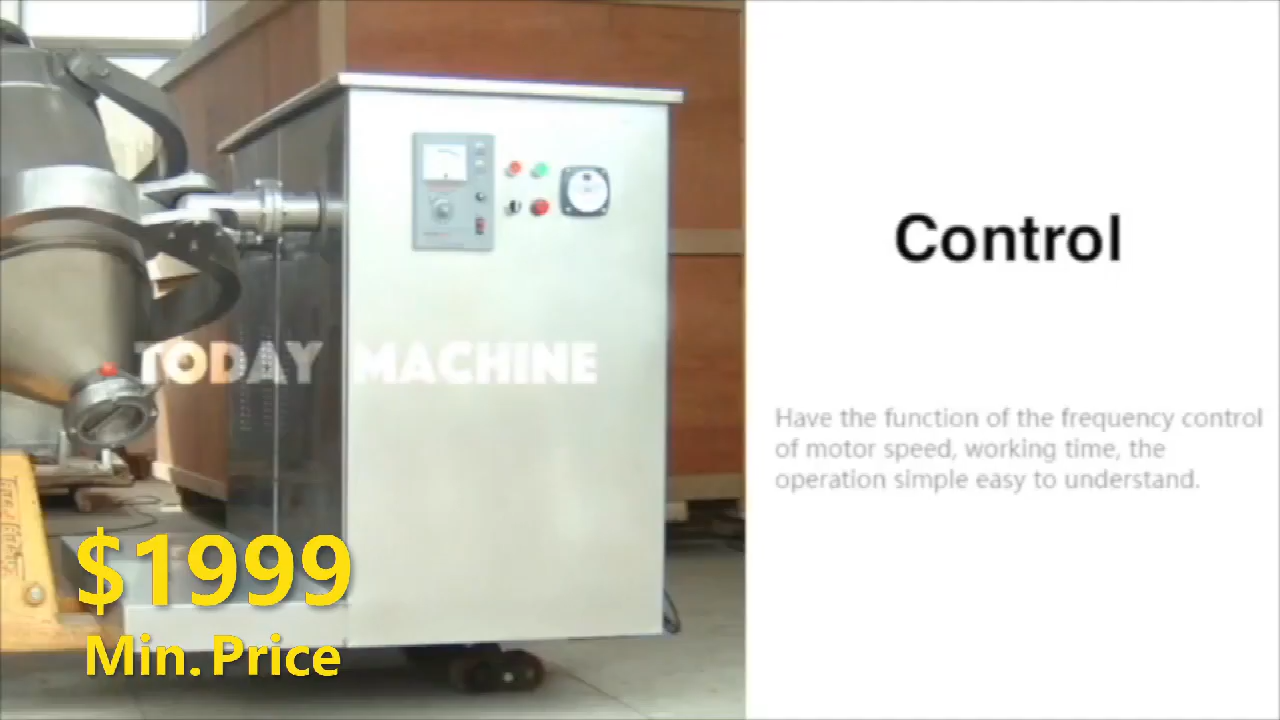 Control
TODAY MACHINE
Have the function of the frequency control
of motor speed, working time, the
operation simple easy to understand.
$1999
Min. Price